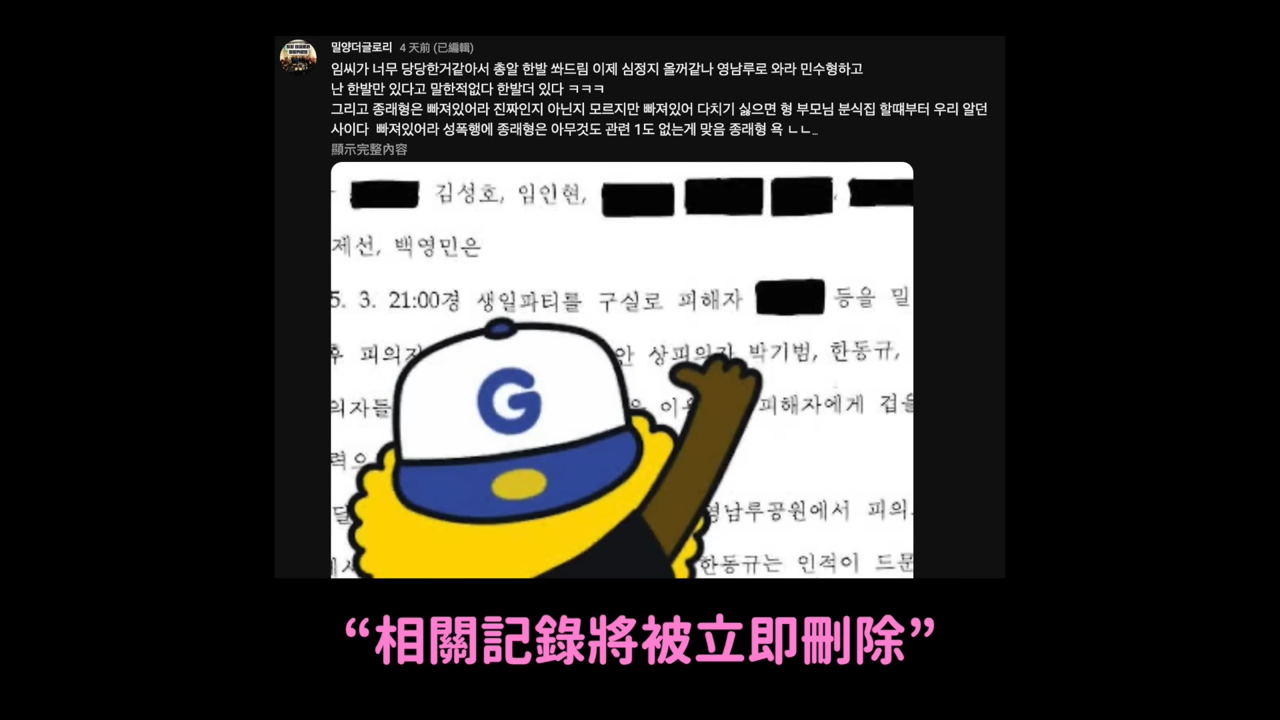 밀양더글로리 4 天前 (已編輯)
임씨가 너무 당당한거같아서 총알 한발 쏴드림 이제 심정지 올꺼같나 영남루로 와라 민수형하고
난 한발만 있다고 말한적없다 한발더 있다 ㅋㅋㅋ
그리고 종래형은 빠져있어라 진짜인지 아닌지 모르지만 빠져있어 다치기 싫으면 형 부모님 분식집 할떄부터 우리 알던
사이다 빠져있어라 성폭행에 종래형은 아무것도 관련 1도 없는게 맞음 종래형 욕 ㄴㄴ...
顯示完整內容
김성호, 임인현,
제선, 백영민은
5. 3. 21:00경 생일파티를 구실로 피해자 등을 밀
후 피의자 안 상피의자 박기범, 한동규,
의자들 이 피해자에게 겁을
력으
영남루공원에서 피의
한동규는 인적이 드문
G
“相關記錄將被立即刪除”